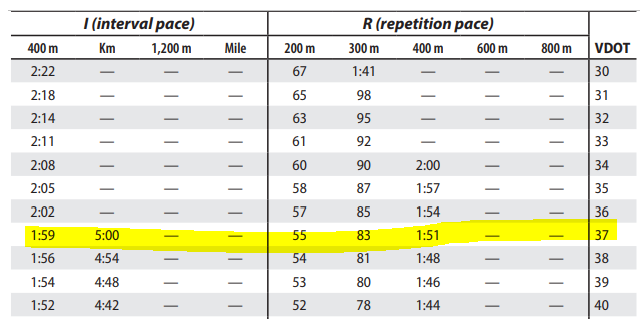 I (interval pace) R (repetition pace)
400 m Km 1,200 m Mile 200 m 300 m 400 m 600 m 800 m VDOT
2:22 — — — 67 1:41 — — — 30
2:18 — — — 65 98 — — — 31
2:14 — — — 63 95 — — — 32
2:11 — — — 61 92 — — — 33
2:08 — — — 60 90 2:00 — — 34
2:05 — — — 58 87 1:57 — — 35
2:02 — — — 57 85 1:54 — — 36
1:59 5:00 — — 55 83 1:51 — — 37
1:56 4:54 — — 54 81 1:48 — — 38
1:54 4:48 — — 53 80 1:46 — — 39
1:52 4:42 — — 52 78 1:44 — — 40